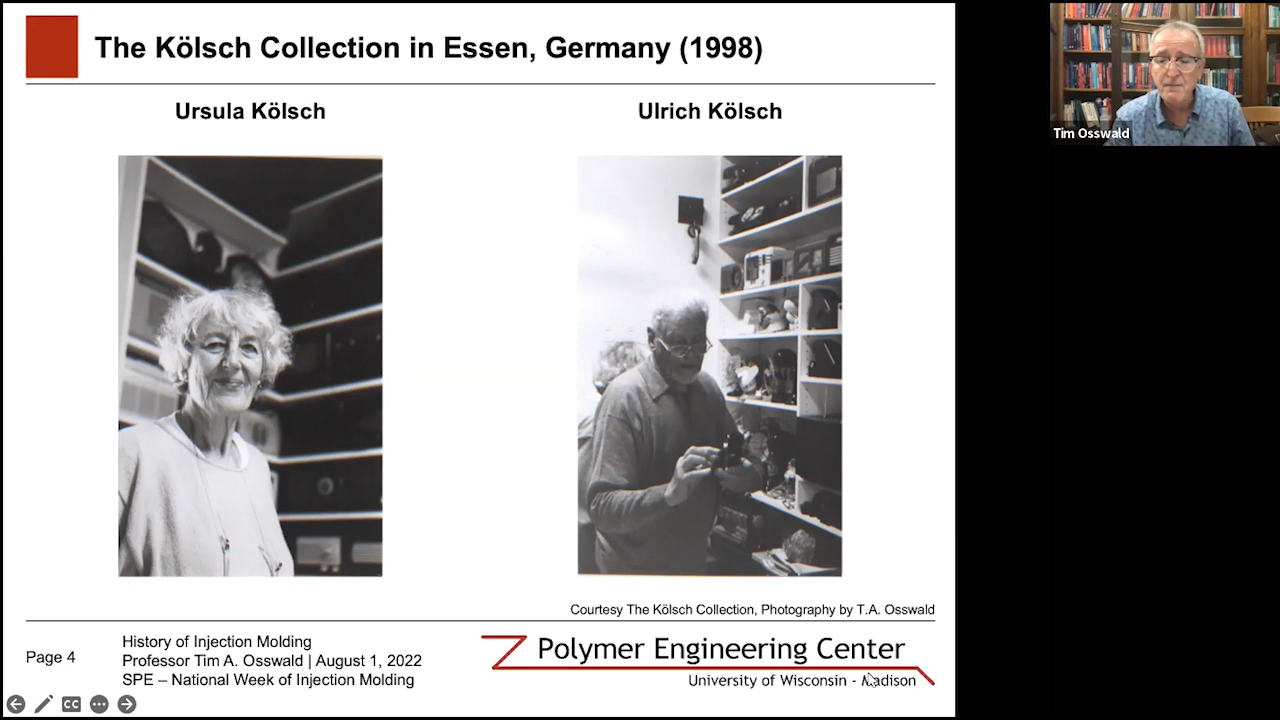 The Kölsch Collection in Essen, Germany (1998)
Ursula Kölsch
Ulrich Kölsch
Courtesy The Kölsch Collection, Photography by T.A. Osswald
Page 4
History of Injection Molding
Professor Tim A. Osswald | August 1, 2022
SPE – National Week of Injection Molding
Polymer Engineering Center
University of Wisconsin - Madison
CC
Tim Osswald